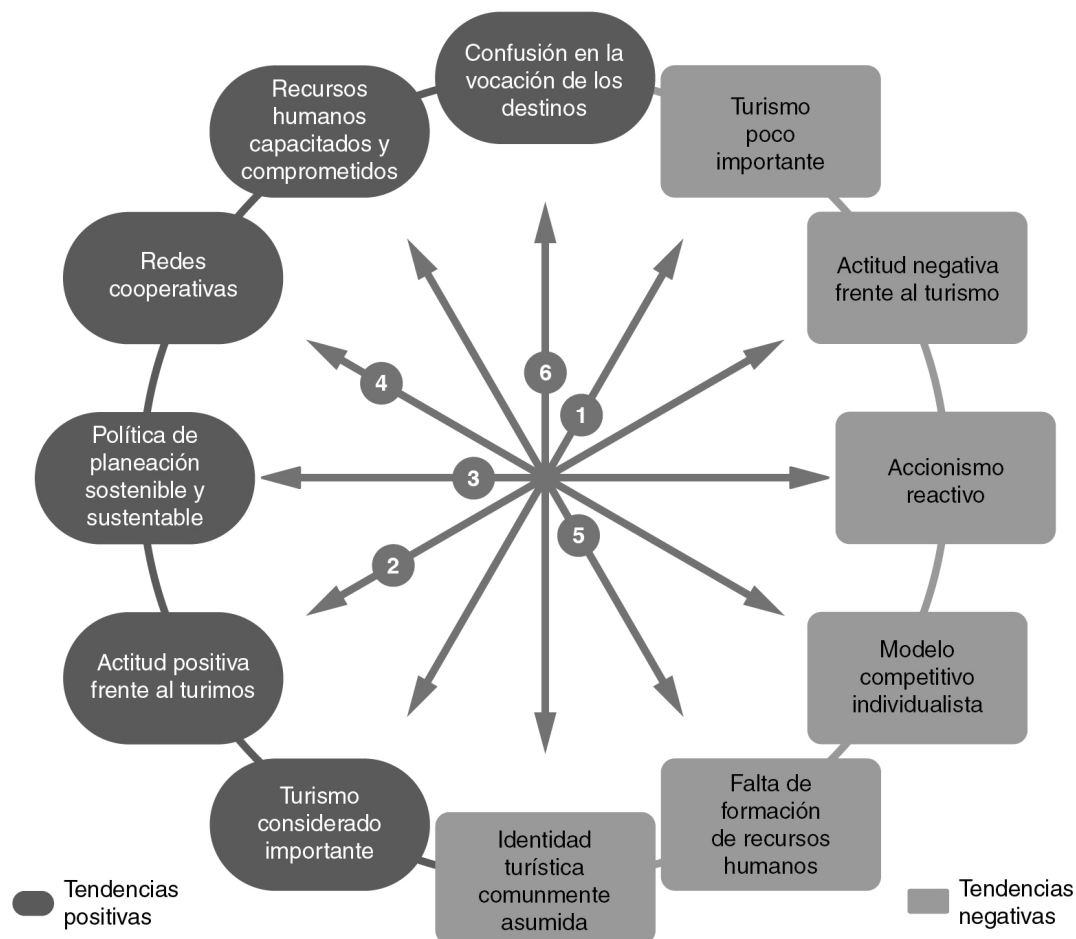 Confusión en la
vocación de los
destinos
Turismo
poco
importante
Actitud negativa
frente al turismo
Accionismo
reactivo
Modelo
competitivo
individualista
Falta de
formación
de recursos
humanos
Identidad
turística
comunmente
asumida
Turismo
considerado
importante
Actitud positiva
frente al turimos
Política de
planeación
sostenible y
sustentable
Redes
cooperativas
Recursos
humanos
capacitados y
comprometidos
6
1
4
3
5
2
Tendencias
positivas
Tendencias
negativas